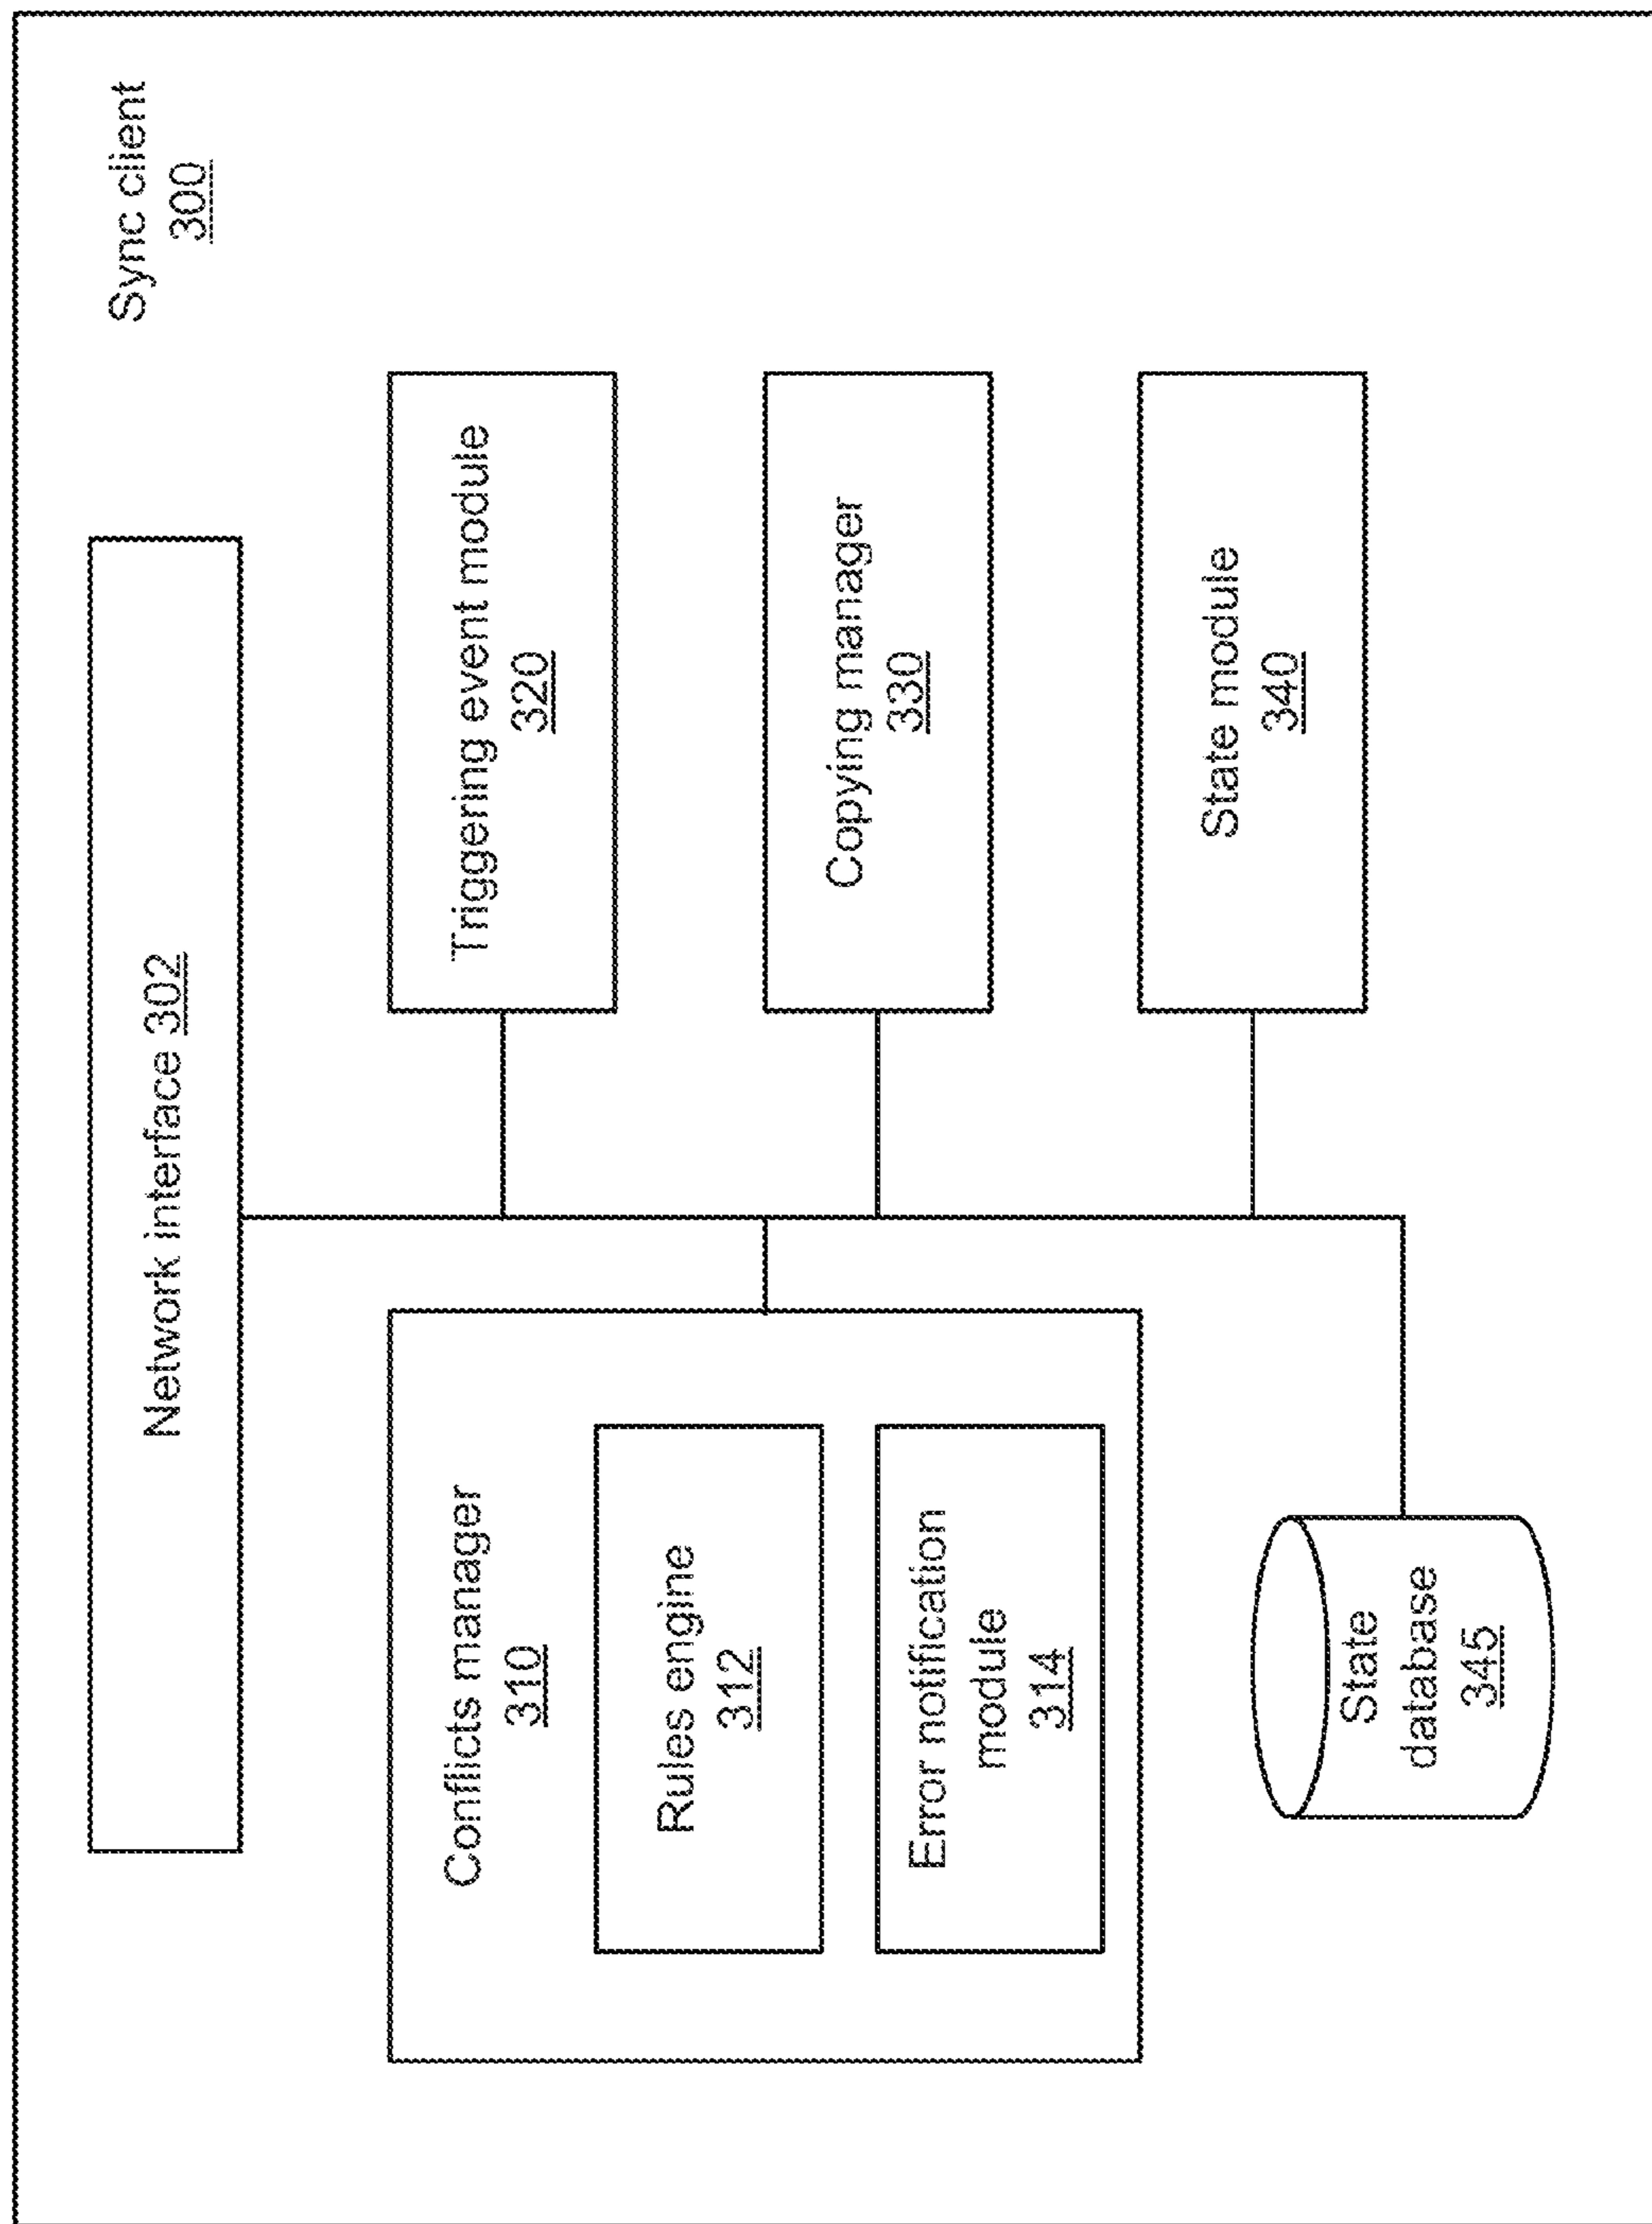 Sync client
300
Network interface 302
Conflicts manager
310
Rules engine
312
Error notification
module
314
Triggering event module
320
Copying manager
330
State module
340
State
database
345